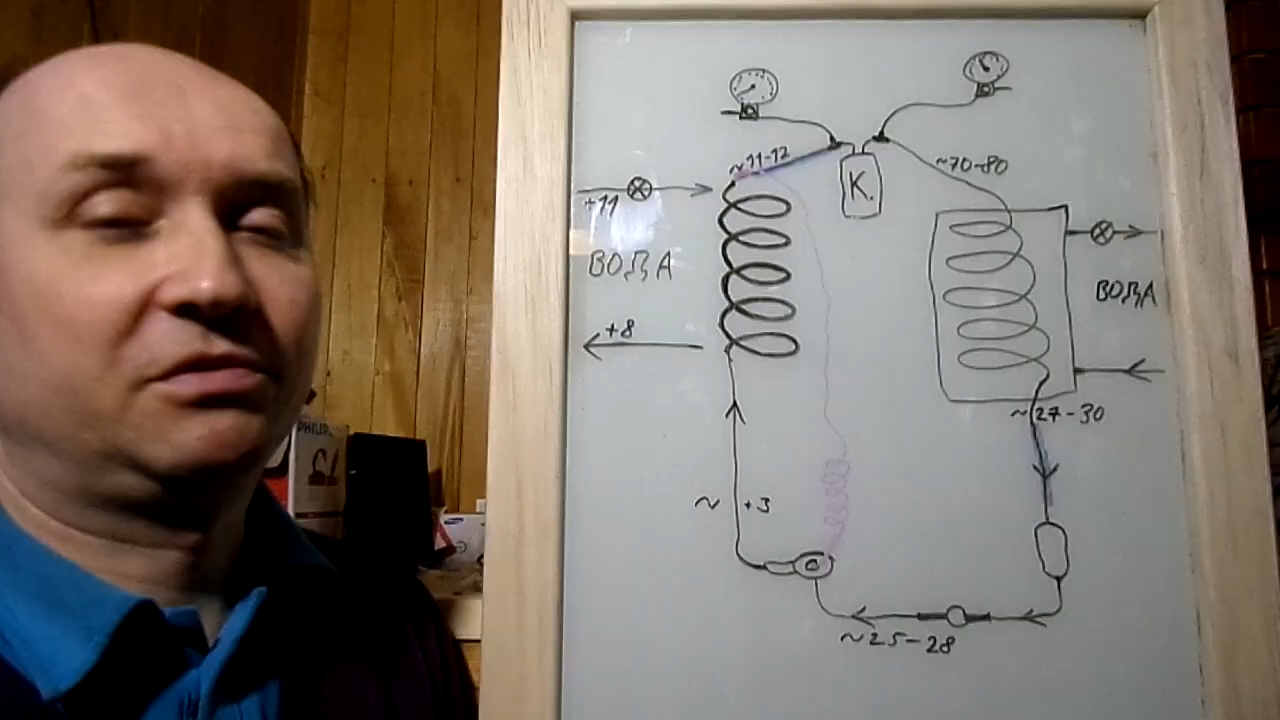 ~11-12
К.
~70-80
+11
ВОДА
ВОДА
+8
~27-30
PHILIPS
~ +3
~25-28